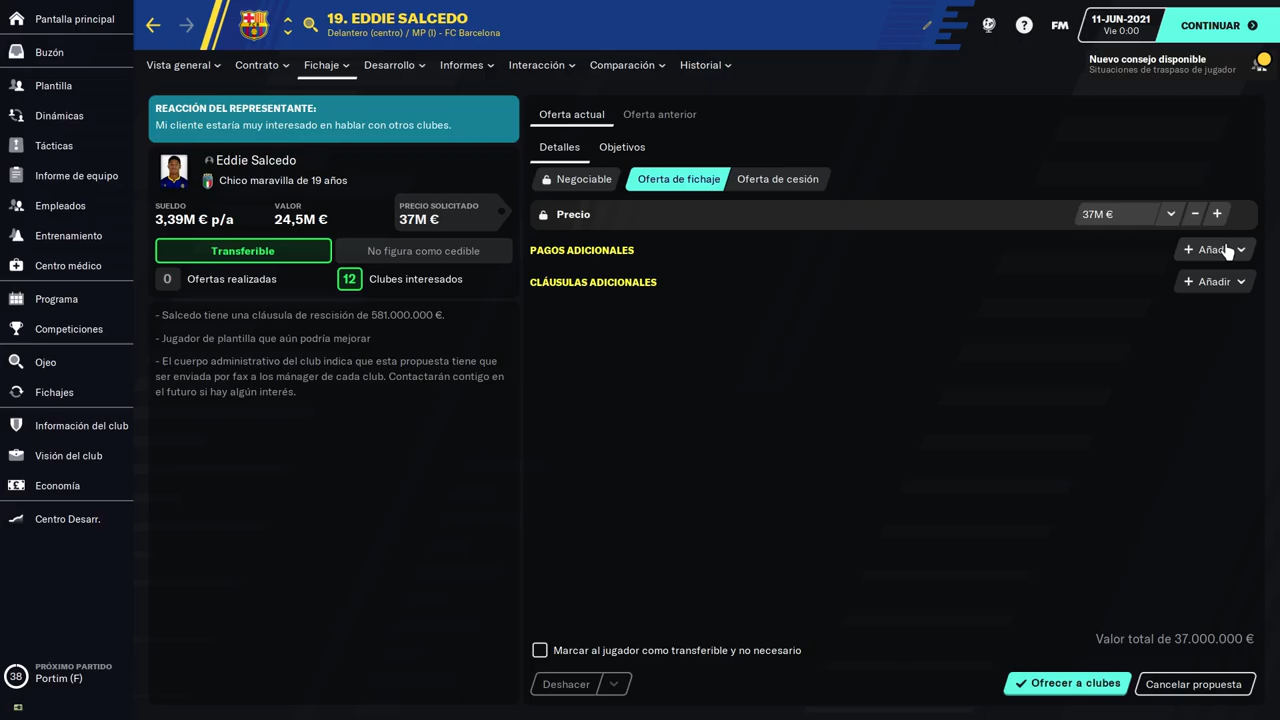 Pantalla principal
Buzón
Plantilla
Dinámicas
Tácticas
Informe de equipo
Empleados
Entrenamiento
Centro médico
Programa
Competiciones
Ojeo
Fichajes
Información del club
Visión del club
Economía
Centro Desarr.
38
PRÓXIMO PARTIDO
Portim (F)
19. EDDIE SALCEDO
Delantero (centro) / MP (I) - FC Barcelona
FM
11-JUN-2021
Vie 0:00
CONTINUAR
Vista general
Contrato
Fichaje
Desarrollo
Informes
Interacción
Comparación
Historial
Nuevo consejo disponible
Situaciones de traspaso de jugador
REACCIÓN DEL REPRESENTANTE:
Mi cliente estaría muy interesado en hablar con otros clubes.
Eddie Salcedo
Chico maravilla de 19 años
SUELDO
3,39M € p/a
VALOR
24,5M €
PRECIO SOLICITADO
37M €
Transferible
No figura como cedible
0 Ofertas realizadas
12 Clubes interesados
- Salcedo tiene una cláusula de rescisión de 581.000.000 €.
- Jugador de plantilla que aún podría mejorar
- El cuerpo administrativo del club indica que esta propuesta tiene que
ser enviada por fax a los mánager de cada club. Contactarán contigo en
el futuro si hay algún interés.
Oferta actual
Oferta anterior
Detalles
Objetivos
Negociable
Oferta de fichaje
Oferta de cesión
Precio
37M €
PAGOS ADICIONALES
+ Añadir
CLÁUSULAS ADICIONALES
+ Añadir
Marcar al jugador como transferible y no necesario
Valor total de 37.000.000 €
Deshacer
Ofrecer a clubes
Cancelar propuesta